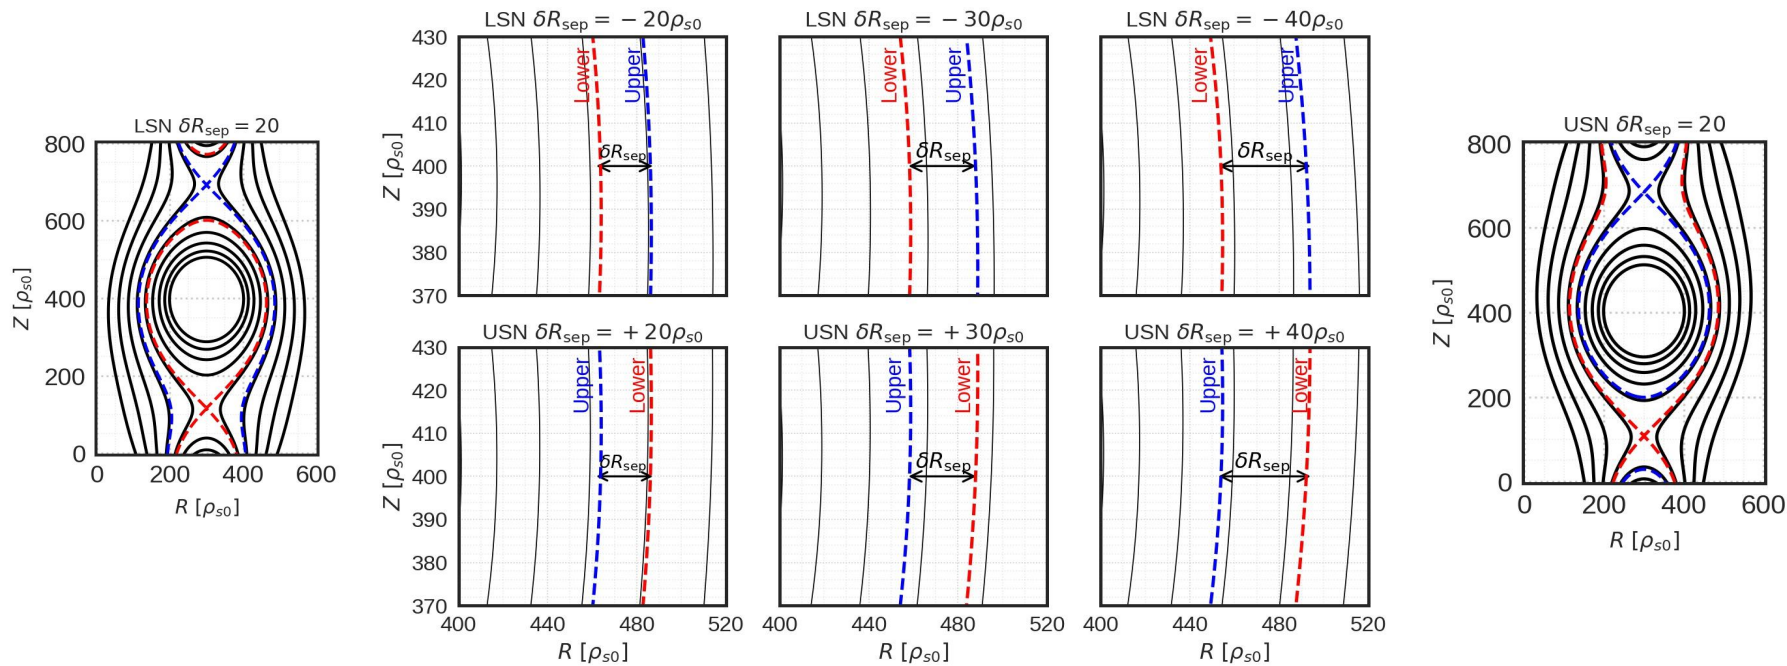 LSN δR_sep = 20
800
600
400
200
0
Z [ρ_s0]
0 200 400 600
R [ρ_s0]
LSN δR_sep = − 20ρ_s0
430
420
410
400
390
380
370
Z [ρ_s0]
Lower
Upper
δR_sep
LSN δR_sep = − 30ρ_s0
Lower
Upper
δR_sep
LSN δR_sep = − 40ρ_s0
Lower
Upper
δR_sep
USN δR_sep = + 20ρ_s0
430
420
410
400
390
380
370
Z [ρ_s0]
Upper
Lower
δR_sep
400 440 480 520
R [ρ_s0]
USN δR_sep = + 30ρ_s0
Upper
Lower
δR_sep
400 440 480 520
R [ρ_s0]
USN δR_sep = + 40ρ_s0
Upper
Lower
δR_sep
400 440 480 520
R [ρ_s0]
USN δR_sep = 20
800
600
400
200
0
Z [ρ_s0]
0 200 400 600
R [ρ_s0]